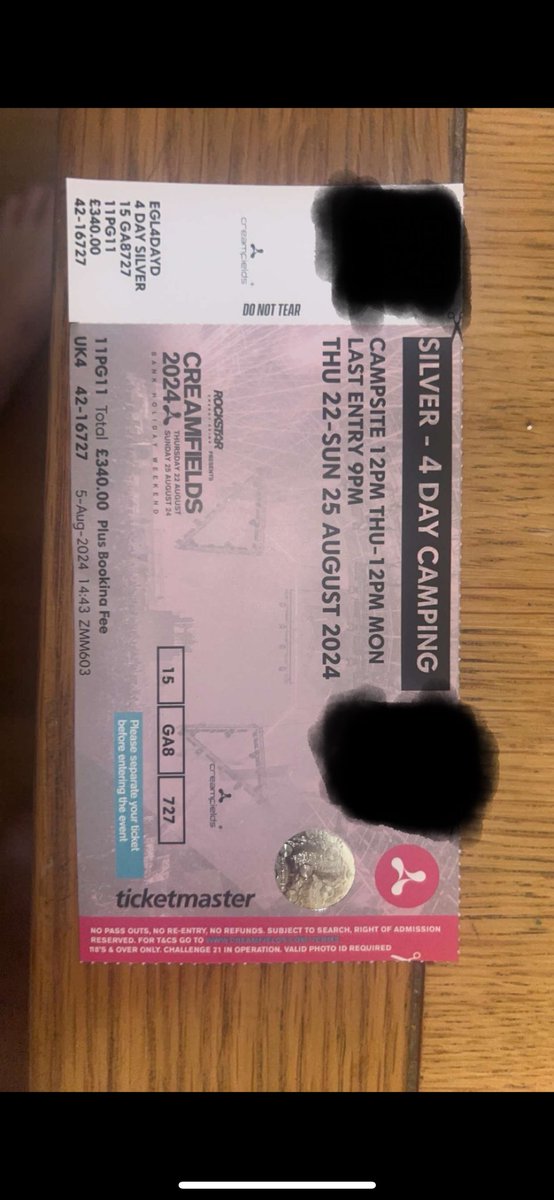 creamfields
DO NOT TEAR
EGL4DAYD
4 DAY SILVER
15 GA8727
11PG11
£340.00
42-16727
SILVER - 4 DAY CAMPING
CAMPSITE 12PM THU-12PM MON
LAST ENTRY 9PM
THU 22-SUN 25 AUGUST 2024
ROCKSTAR
PRESENTS
CREAMFIELDS
2024
THURSDAY 22 AUGUST
SUNDAY 25 AUGUST 24
BANK HOLIDAY WEEKEND
11PG11 Total £340.00 Plus Booking Fee
UK4 42-16727 5-Aug-2024 14:43 ZMM603
15 GA8 727
creamfields
Please separate your ticket
before entering the event
ticketmaster
NO PASS OUTS, NO RE-ENTRY, NO REFUNDS. SUBJECT TO SEARCH, RIGHT OF ADMISSION
RESERVED. FOR T&CS GO TO
18'S & OVER ONLY. CHALLENGE 21 IN OPERATION. VALID PHOTO ID REQUIRED